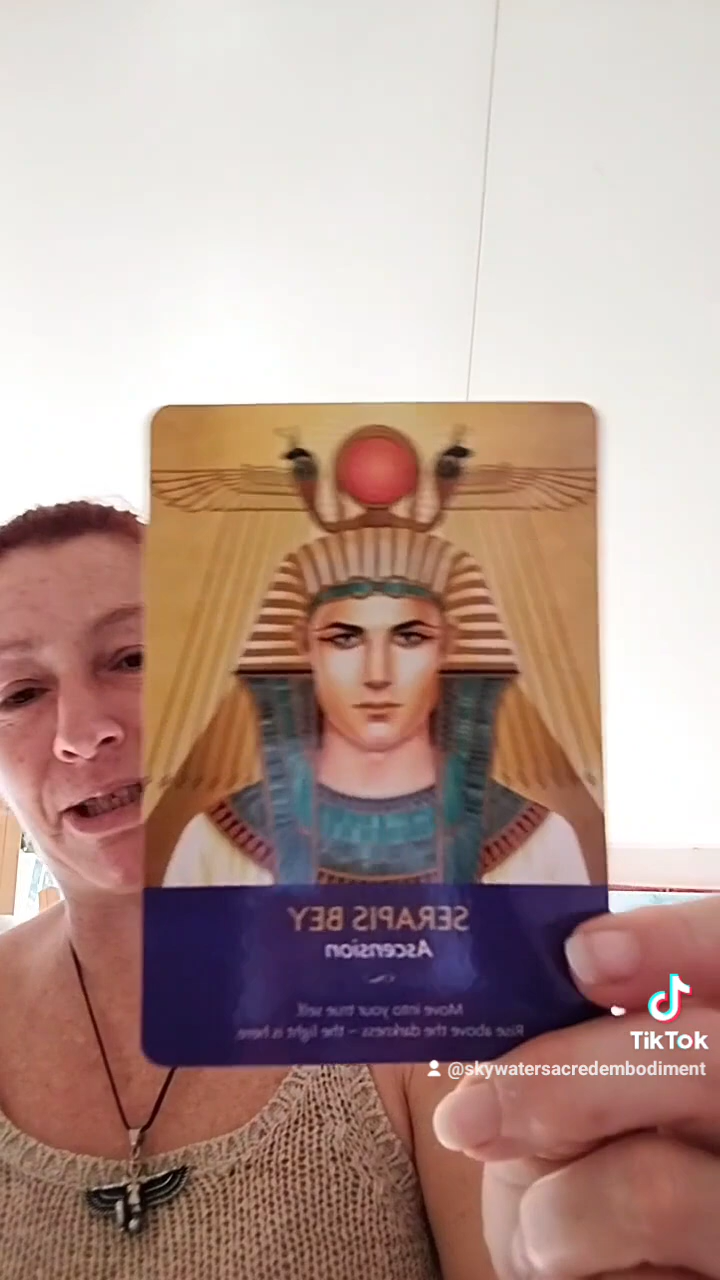 SERAPIS BEY
Ascension
Move into your true self.
Rise above the darkness – the light is here.
TikTok
@skywatersacredembodiment